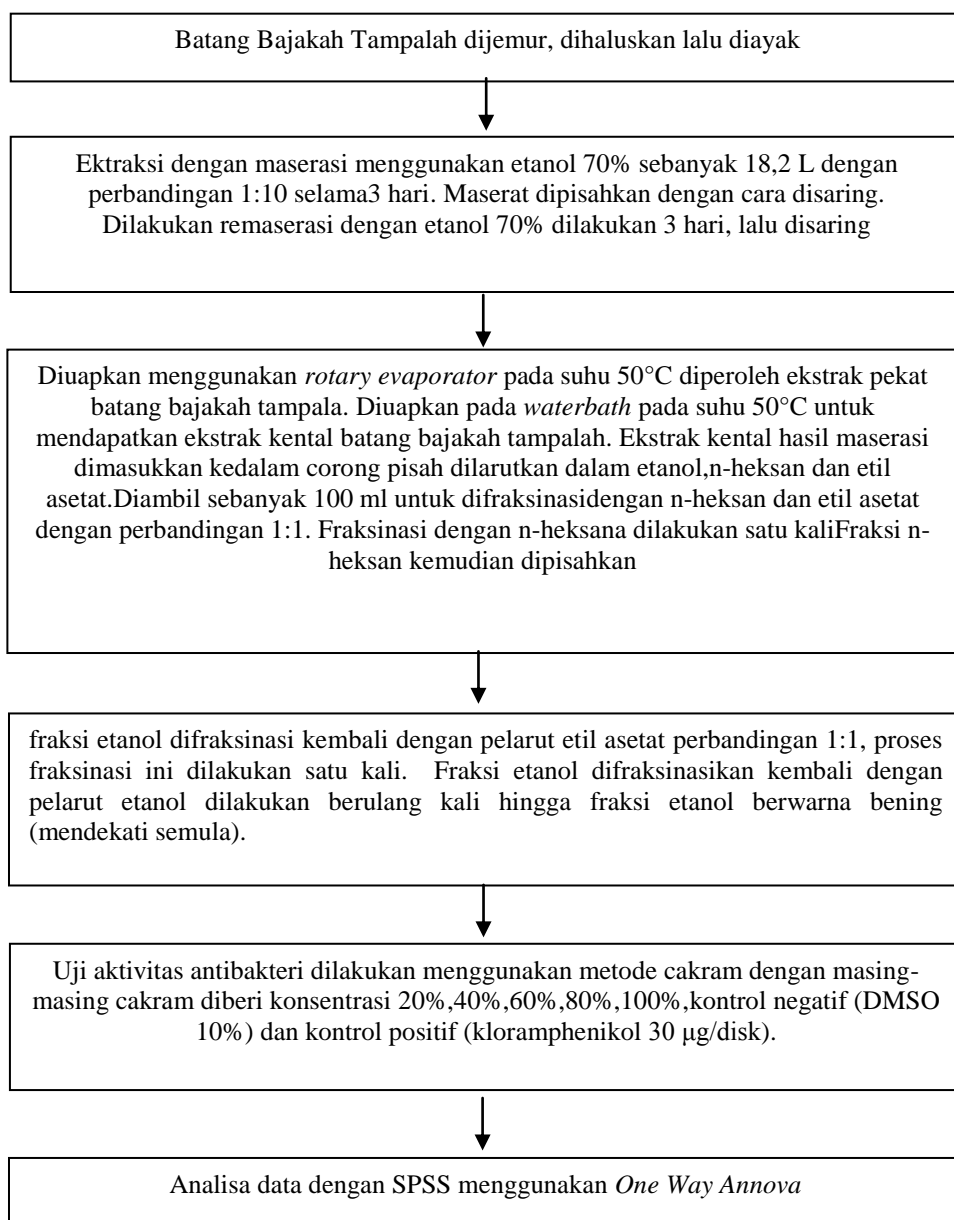 Batang Bajakah Tampalah dijemur, dihaluskan lalu diayak
Ektraksi dengan maserasi menggunakan etanol 70% sebanyak 18,2 L dengan
perbandingan 1:10 selama3 hari. Maserat dipisahkan dengan cara disaring.
Dilakukan remaserasi dengan etanol 70% dilakukan 3 hari, lalu disaring
Diuapkan menggunakan rotary evaporator pada suhu 50°C diperoleh ekstrak pekat
batang bajakah tampala. Diuapkan pada waterbath pada suhu 50°C untuk
mendapatkan ekstrak kental batang bajakah tampalah. Ekstrak kental hasil maserasi
dimasukkan kedalam corong pisah dilarutkan dalam etanol,n-heksan dan etil
asetat.Diambil sebanyak 100 ml untuk difraksinasidengan n-heksan dan etil asetat
dengan perbandingan 1:1. Fraksinasi dengan n-heksana dilakukan satu kaliFraksi n-
heksan kemudian dipisahkan
fraksi etanol difraksinasi kembali dengan pelarut etil asetat perbandingan 1:1, proses
fraksinasi ini dilakukan satu kali. Fraksi etanol difraksinasikan kembali dengan
pelarut etanol dilakukan berulang kali hingga fraksi etanol berwarna bening
(mendekati semula).
Uji aktivitas antibakteri dilakukan menggunakan metode cakram dengan masing-
masing cakram diberi konsentrasi 20%,40%,60%,80%,100%,kontrol negatif (DMSO
10%) dan kontrol positif (kloramphenikol 30 μg/disk).
Analisa data dengan SPSS menggunakan One Way Annova